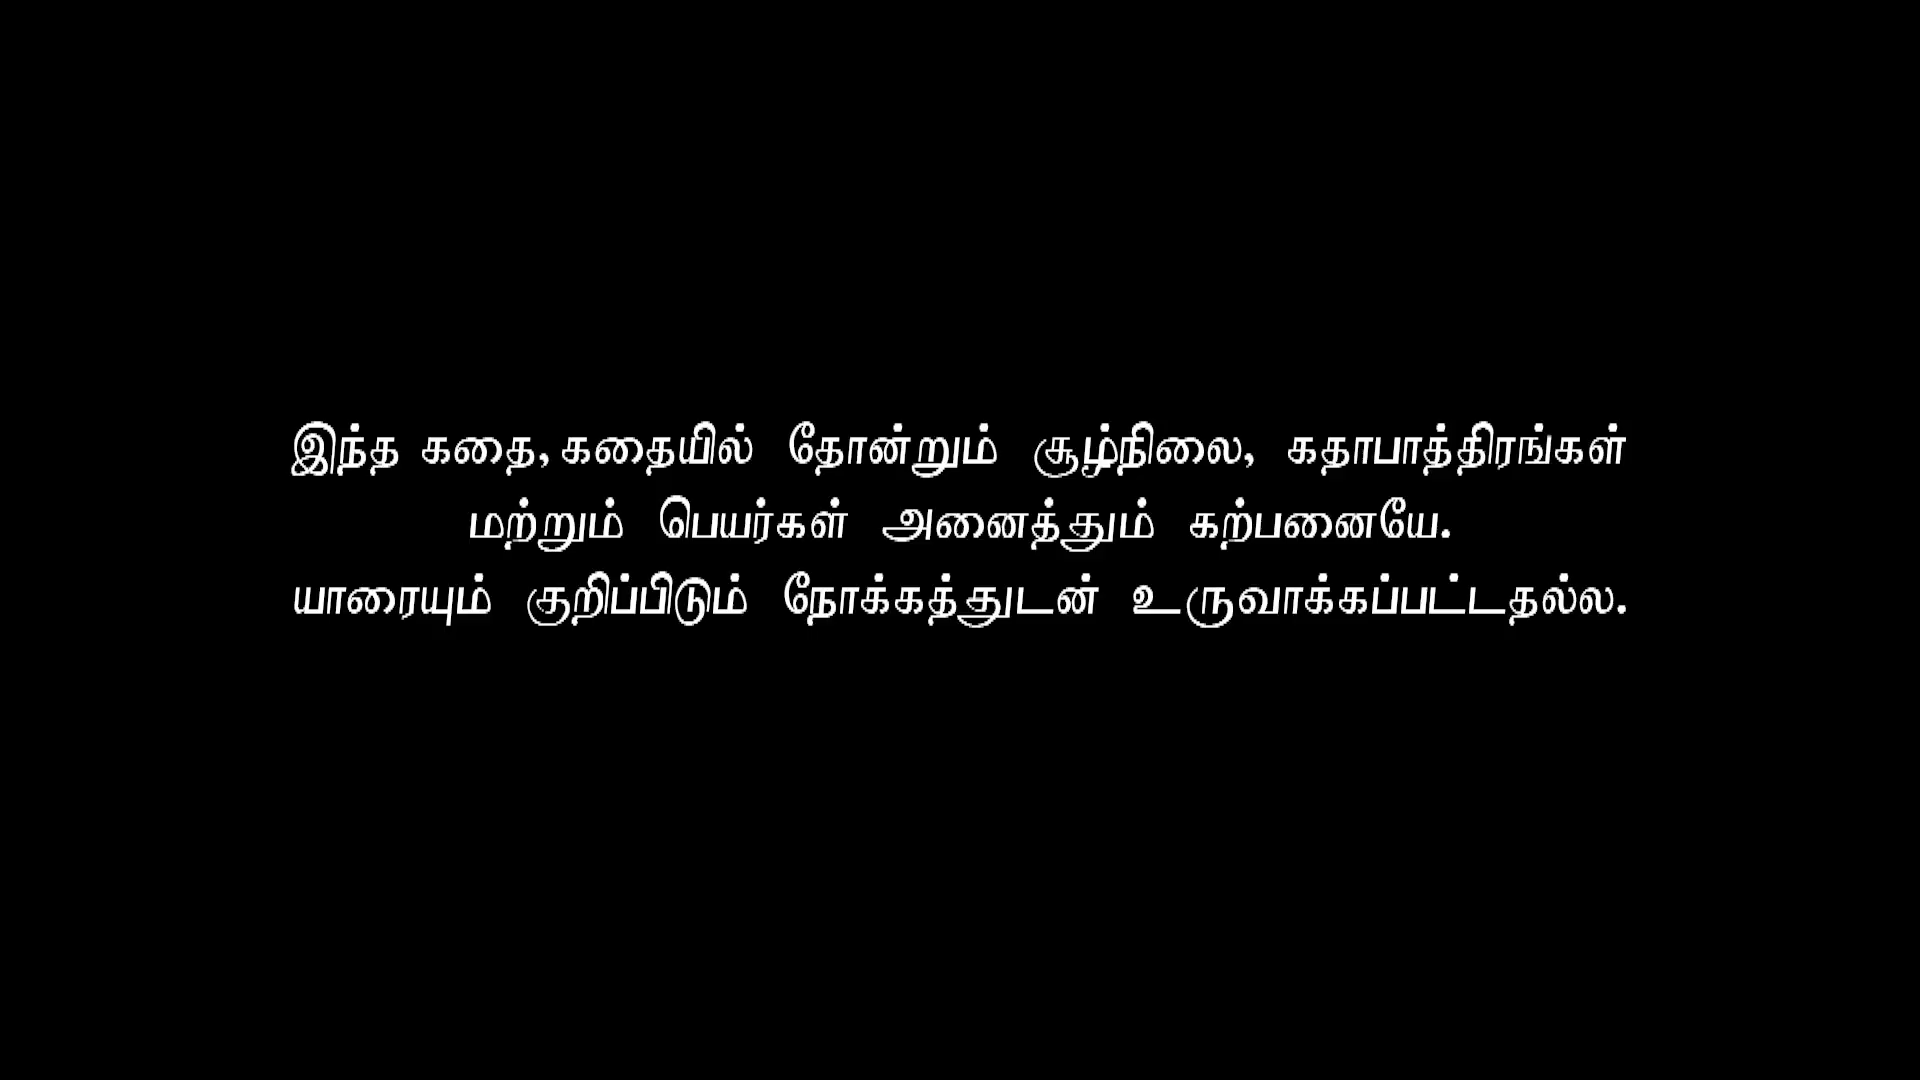 இந்த கதை, கதையில் தோன்றும் சூழ்நிலை, கதாபாத்திரங்கள்
மற்றும் பெயர்கள் அனைத்தும் கற்பனையே.
யாரையும் குறிப்பிடும் நோக்கத்துடன் உருவாக்கப்பட்டதல்ல.